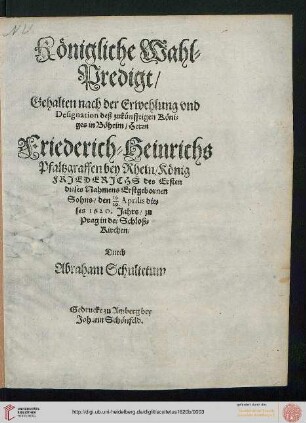 Königliche Wahl-
Predigt/
Gehalten nach der Erwehlung vnd
Designation deß zukünfftigen Köni-
ges in Böheim/ Herrn
Friederich-Heinrichs
Pfaltzgraffen bey Rhein/ König
FRIEDERICHS des Ersten
dieses Nahmens Erstgebornen
Sohns/ den Aprilis die-
ses 1620. Jahrs/ zu
Prag in der Schloß-
Kirchen/
Durch
Abraham Schultetum
Gedruckt zu Amberg bey
Johann Schönfeld.